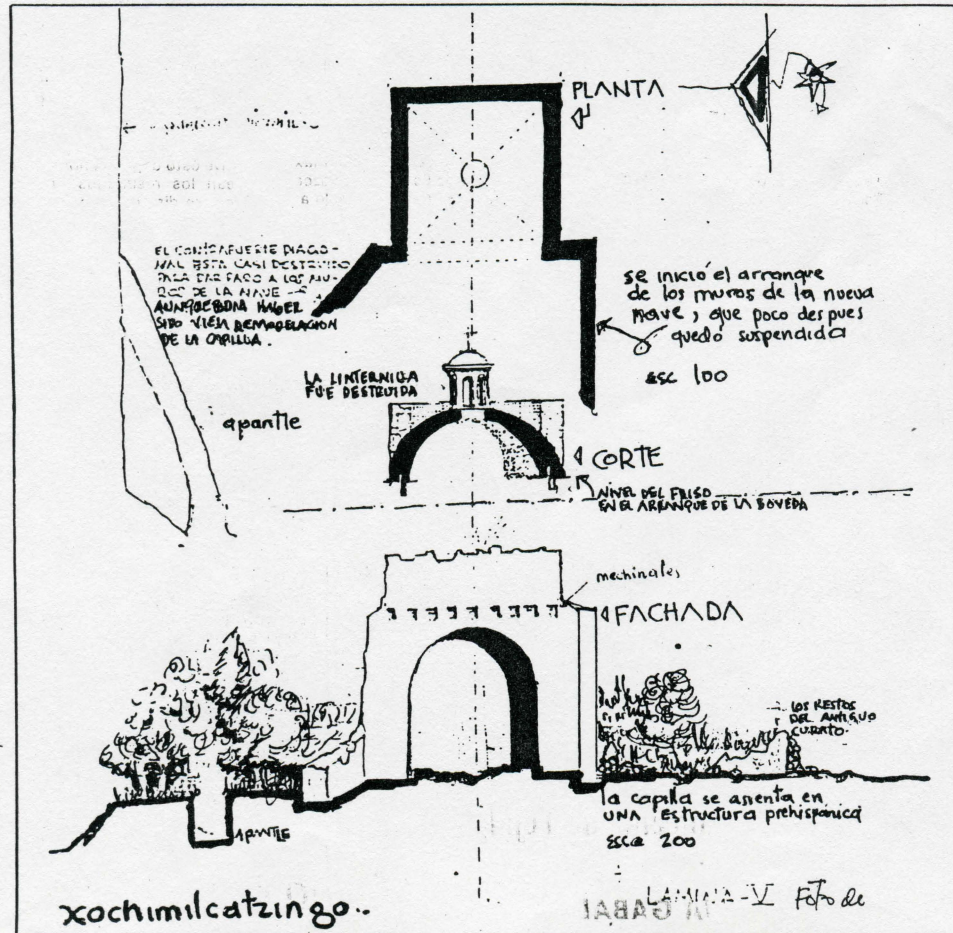 PLANTA
EL CONTRAFUERTE DIAGO-
NAL ESTA CASI DESTRUIDO
PARA DAR PASO A LOS MU-
ROS DE LA NAVE
AUNQUE PODIA HABER
SIDO VIEJA REMODELACION
DE LA CAPILLA.
se inició el arranque
de los muros de la nueva
nave, que poco despues
quedó suspendida
esc 100
LA LINTERNILLA
FUE DESTRUIDA
apantle
CORTE
NIVEL DEL FRISO
EN EL ARRANQUE DE LA BOVEDA
mechinales
FACHADA
LOS RESTOS
DEL ANTIGUO
CURATO.
APANTLE
la capilla se asienta en
UNA estructura prehispánica
esca 200
xochimilcatzingo..
LAMINA-V Foto de